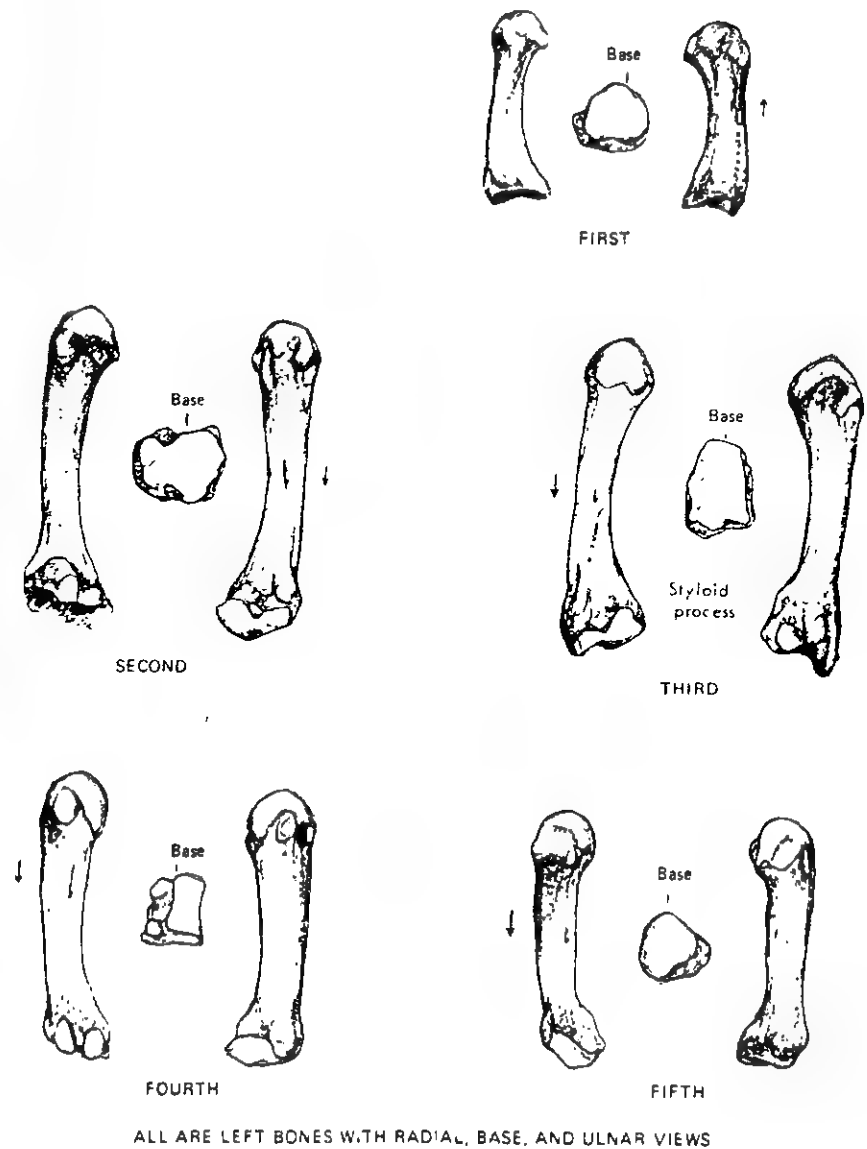 Base
FIRST
Base
SECOND
Base
Styloid
process
THIRD
Base
FOURTH
Base
FIFTH
ALL ARE LEFT BONES WITH RADIAL, BASE, AND ULNAR VIEWS